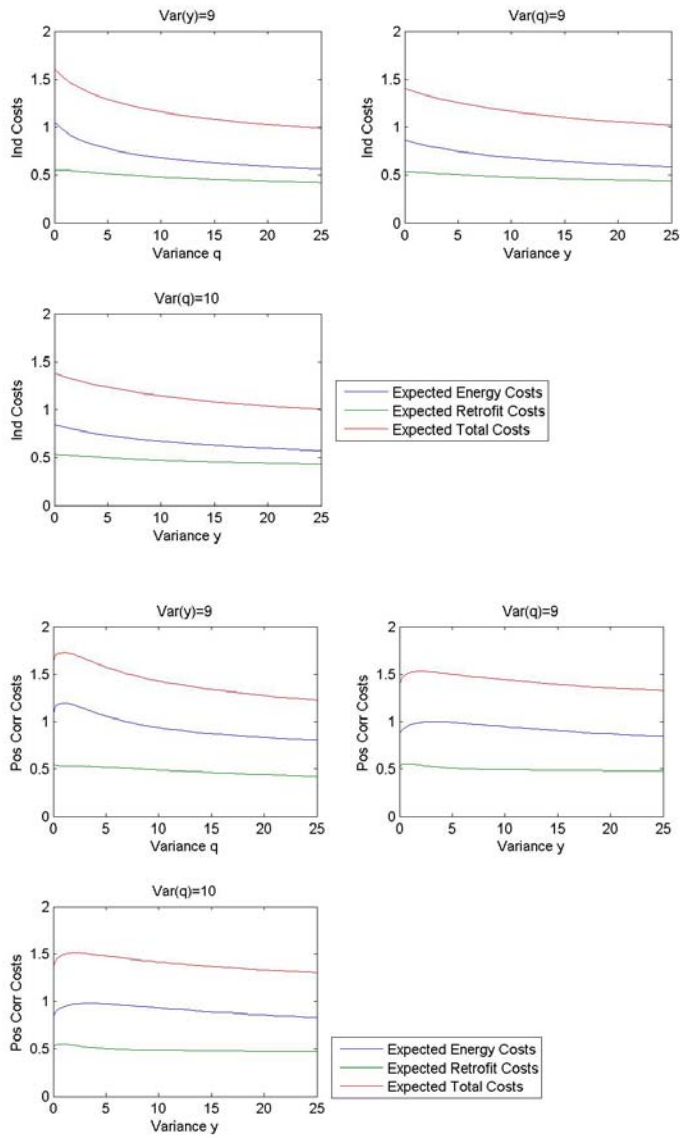 Var(y)=9
Var(q)=9
2
1.5
1
0.5
0
Ind Costs
0 5 10 15 20 25
Variance q
2
1.5
1
0.5
0
Ind Costs
0 5 10 15 20 25
Variance y
Var(q)=10
2
1.5
1
0.5
0
Ind Costs
0 5 10 15 20 25
Variance y
Expected Energy Costs
Expected Retrofit Costs
Expected Total Costs
Var(y)=9
Var(q)=9
2
1.5
1
0.5
0
Pos Corr Costs
0 5 10 15 20 25
Variance q
2
1.5
1
0.5
0
Pos Corr Costs
0 5 10 15 20 25
Variance y
Var(q)=10
2
1.5
1
0.5
0
Pos Corr Costs
0 5 10 15 20 25
Variance y
Expected Energy Costs
Expected Retrofit Costs
Expected Total Costs